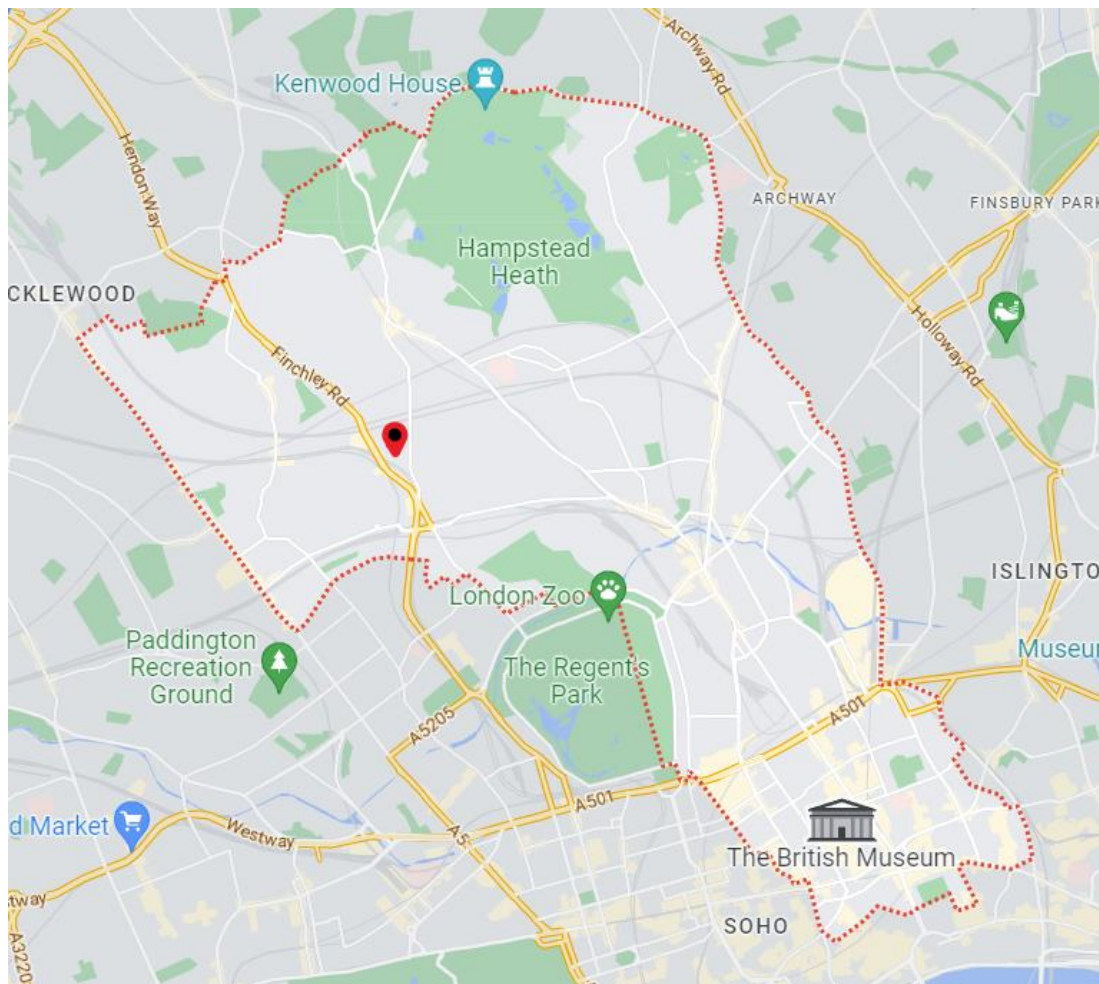 Archway Rd
Kenwood House
Hendon Way
ARCHWAY
FINSBURY PARK
Hampstead
Heath
CKLEWOOD
Holloway Rd
Finchley Rd
ISLINGTO
London Zoo
Paddington
Recreation
Ground
The Regent's
Park
Museu
A5205
A501
A501
d Market
Westway
A5
The British Museum
stway
SOHO
A3220